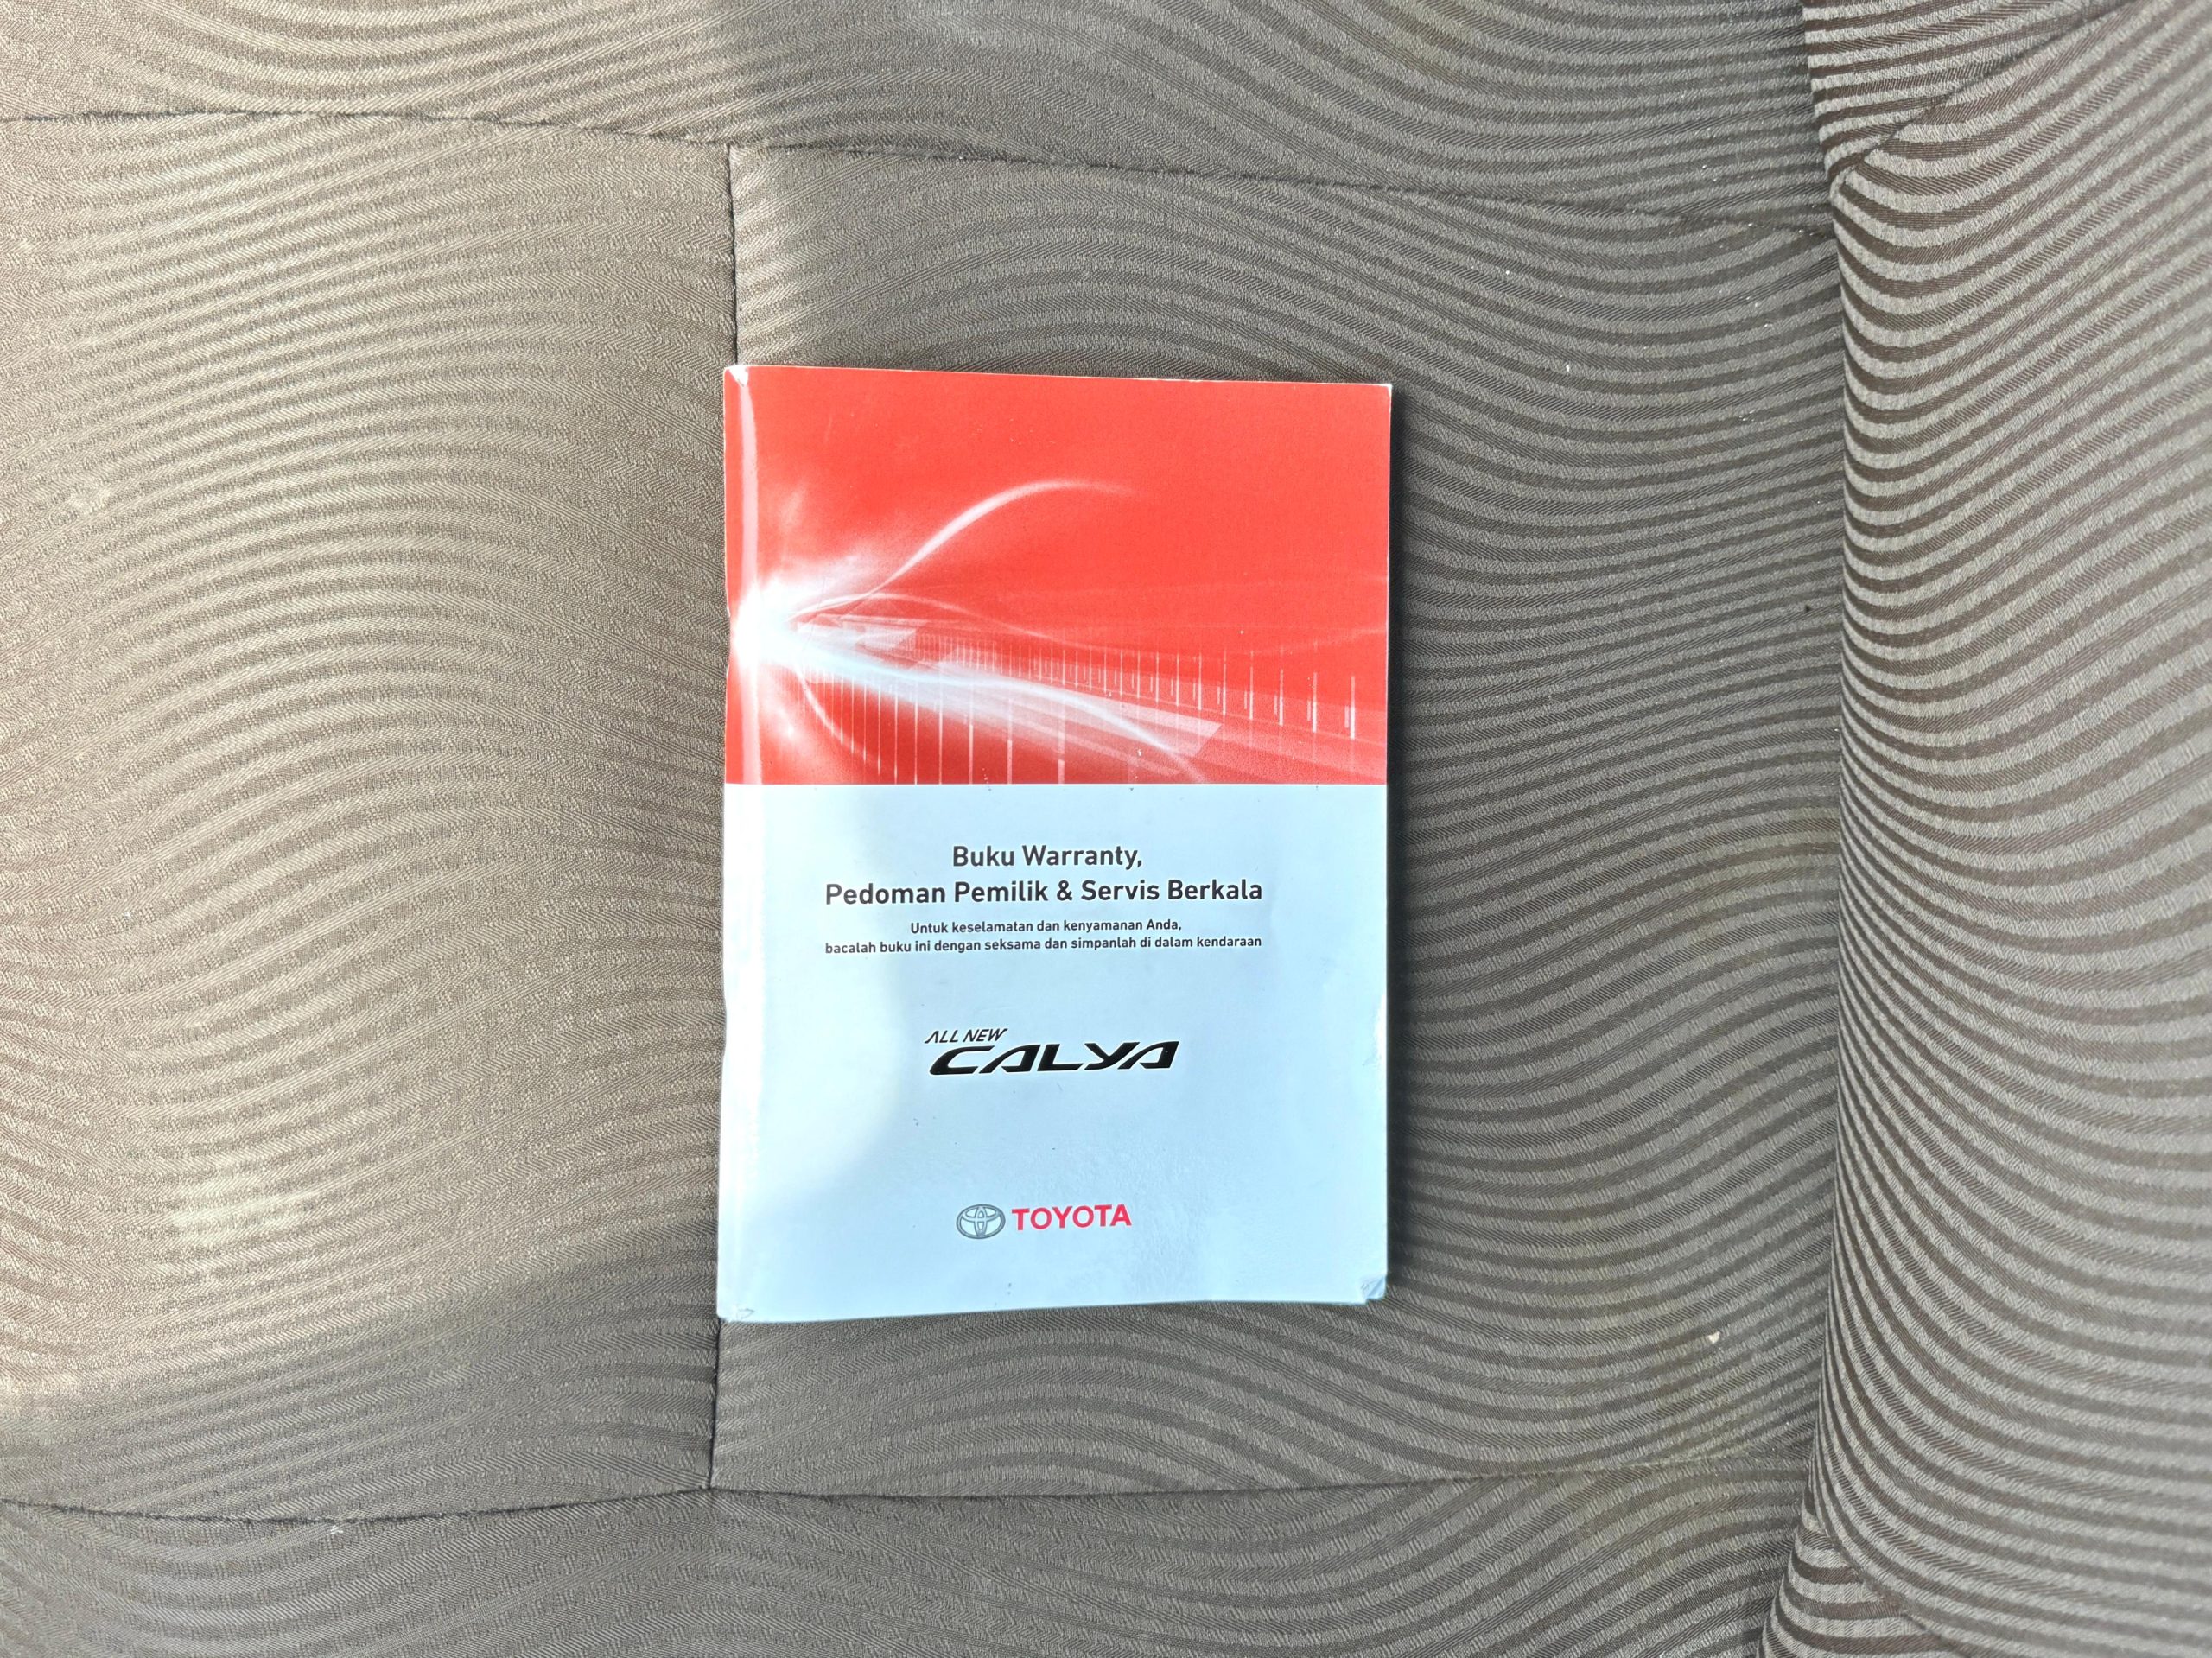 Buku Warranty,
Pedoman Pemilik & Servis Berkala
Untuk keselamatan dan kenyamanan Anda,
bacalah buku ini dengan seksama dan simpanlah di dalam kendaraan
ALL NEW
CALYA
TOYOTA